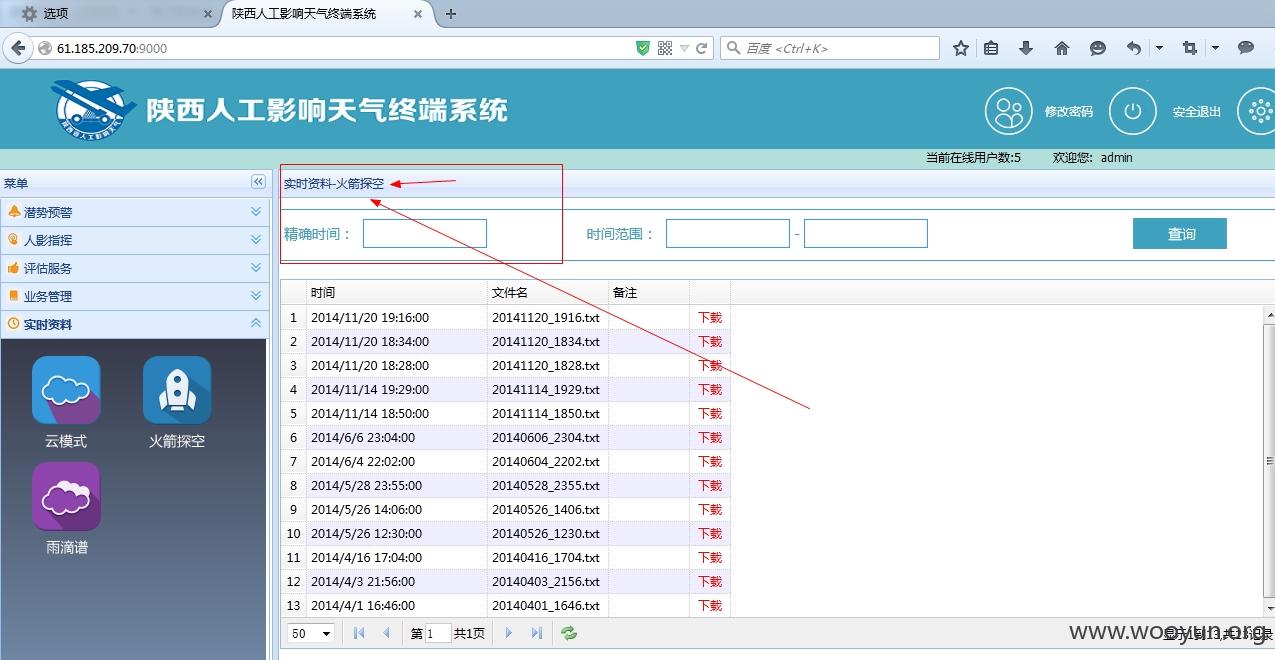 选项
陕西人工影响天气终端系统
61.185.209.70:9000
百度 <Ctrl+K>
陕西人工影响天气终端系统
修改密码
安全退出
当前在线用户数:5 欢迎您: admin
菜单
实时资料-火箭探空
潜势预警
人影指挥
评估服务
业务管理
实时资料
云模式
火箭探空
雨滴谱
精确时间：
时间范围：
-
查询
时间 文件名 备注
1 2014/11/20 19:16:00 20141120_1916.txt 下载
2 2014/11/20 18:34:00 20141120_1834.txt 下载
3 2014/11/20 18:28:00 20141120_1828.txt 下载
4 2014/11/14 19:29:00 20141114_1929.txt 下载
5 2014/11/14 18:50:00 20141114_1850.txt 下载
6 2014/6/6 23:04:00 20140606_2304.txt 下载
7 2014/6/4 22:02:00 20140604_2202.txt 下载
8 2014/5/28 23:55:00 20140528_2355.txt 下载
9 2014/5/26 14:06:00 20140526_1406.txt 下载
10 2014/5/26 12:30:00 20140526_1230.txt 下载
11 2014/4/16 17:04:00 20140416_1704.txt 下载
12 2014/4/3 21:56:00 20140403_2156.txt 下载
13 2014/4/1 16:46:00 20140401_1646.txt 下载
50 第 1 共1页
www.wooyun.org